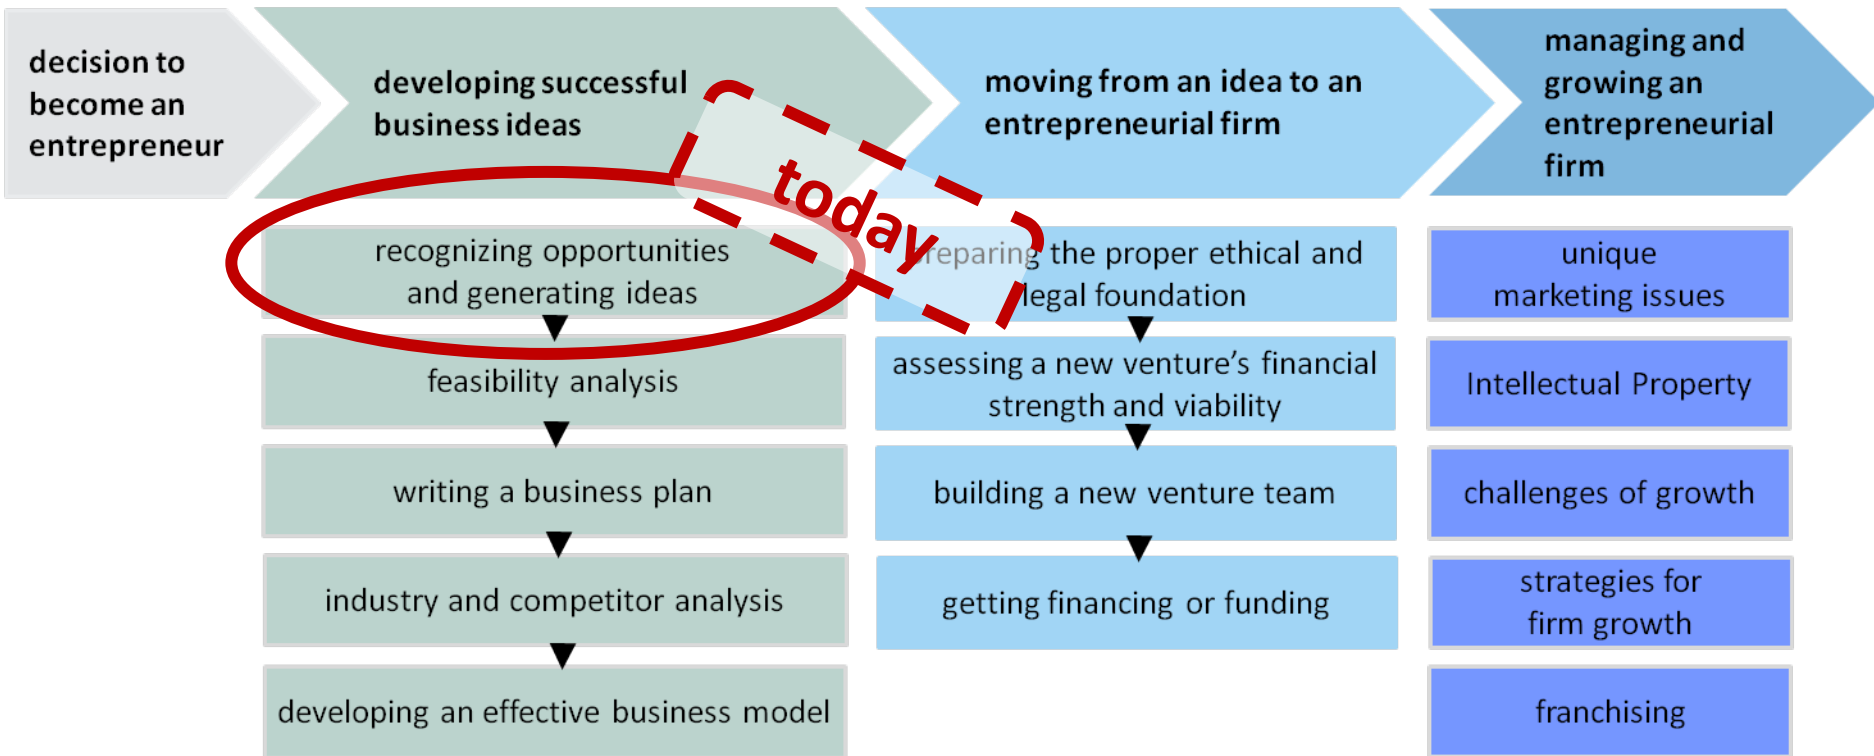 decision to
become an
entrepreneur
developing successful
business ideas
moving from an idea to an
entrepreneurial firm
managing and
growing an
entrepreneurial
firm
today
recognizing opportunities
and generating ideas
feasibility analysis
writing a business plan
industry and competitor analysis
developing an effective business model
preparing the proper ethical and
legal foundation
assessing a new venture’s financial
strength and viability
building a new venture team
getting financing or funding
unique
marketing issues
Intellectual Property
challenges of growth
strategies for
firm growth
franchising